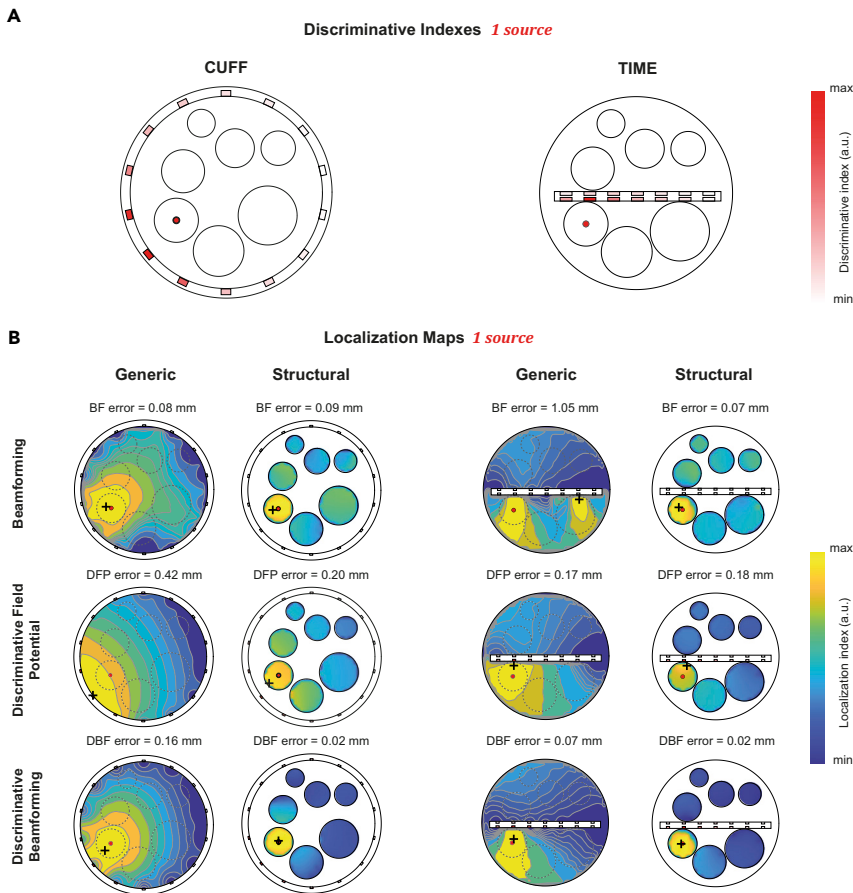 A
Discriminative Indexes 1 source
CUFF
TIME
max
Discriminative index (a.u.)
min
B
Localization Maps 1 source
Generic
Structural
Generic
Structural
BF error = 0.08 mm
BF error = 0.09 mm
BF error = 1.05 mm
BF error = 0.07 mm
Beamforming
DFP error = 0.42 mm
DFP error = 0.20 mm
DFP error = 0.17 mm
DFP error = 0.18 mm
Discriminative Field
Potential
max
Localization Index (a.u.)
min
DBF error = 0.16 mm
DBF error = 0.02 mm
DBF error = 0.07 mm
DBF error = 0.02 mm
Discriminative
Beamforming